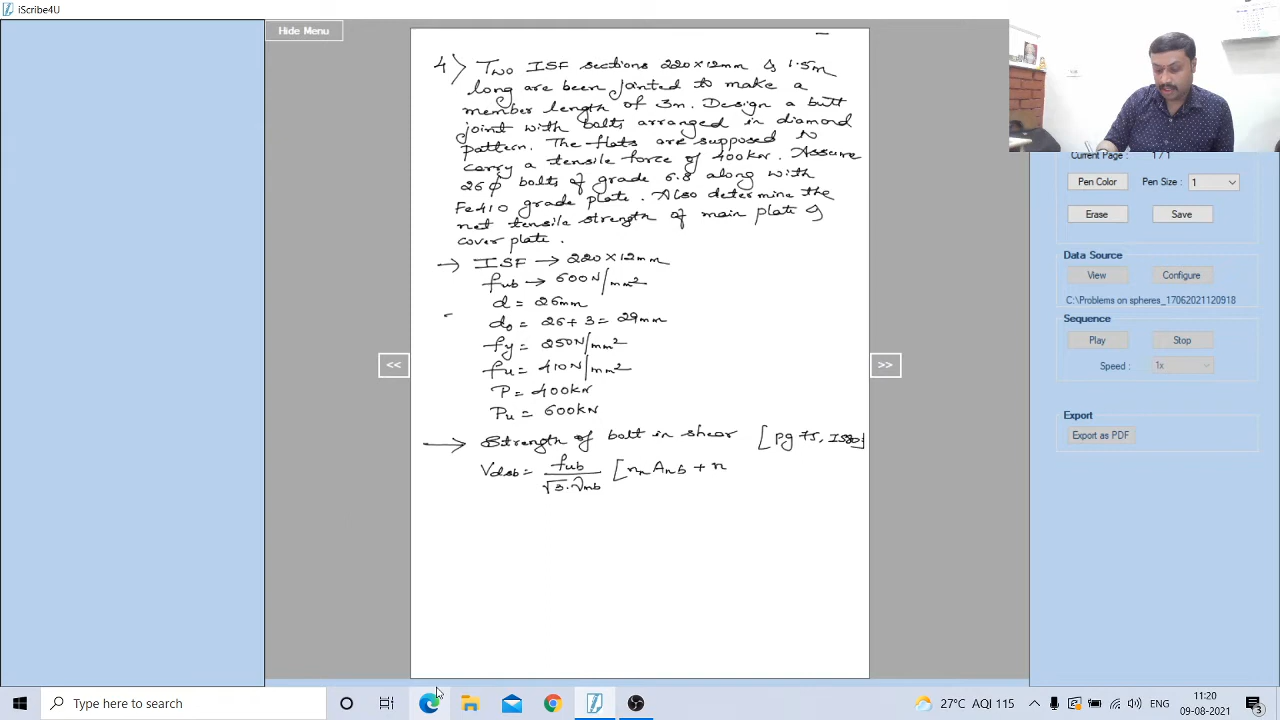 iScribe4U
Hide Menu
4) Two ISF sections 220×12mm & 1.5m
long are been jointed to make a
member length of 3m. Design a butt
joint with bolts arranged in diamond
pattern. The flats are supposed to
carry a tensile force of 400kN. Assure
26ϕ bolts of grade 6.8 along with
Fe410 grade plate. Also determine the
net tensile strength of main plate &
cover plate.
→ ISF → 220×12mm
fub → 600N/mm²
d = 26mm
d₀ = 26+3 = 29mm
fy = 250N/mm²
fu = 410N/mm²
P = 400kN
Pu = 600kN
→ Strength of bolt in shear [pg 75, IS800]
Vdsb = fub/√3.γmb [nn Anb + n
<<
>>
Current Page : 1 / 1
Pen Color Pen Size : 1
Erase Save
Data Source
View Configure
C:\Problems on spheres_17062021120918
Sequence
Play Stop
Speed : 1x
Export
Export as PDF
Type here to search
27°C AQI 115 ENG 11:20
09-08-2021
3